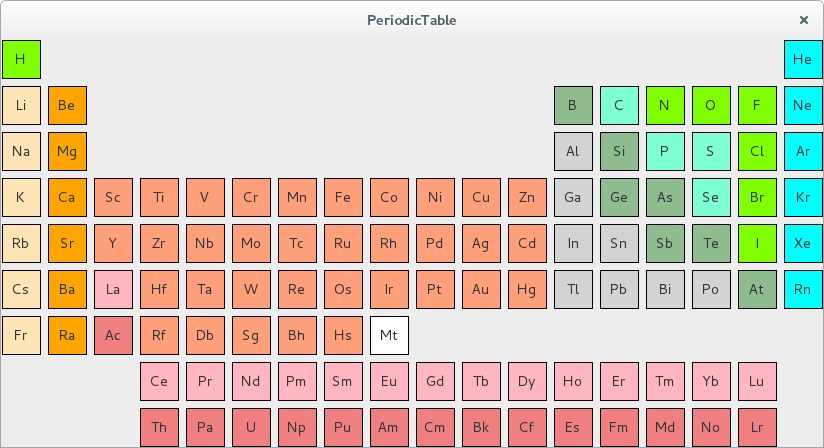 PeriodicTable ×
H He
Li Be B C N O F Ne
Na Mg Al Si P S Cl Ar
K Ca Sc Ti V Cr Mn Fe Co Ni Cu Zn Ga Ge As Se Br Kr
Rb Sr Y Zr Nb Mo Tc Ru Rh Pd Ag Cd In Sn Sb Te I Xe
Cs Ba La Hf Ta W Re Os Ir Pt Au Hg Tl Pb Bi Po At Rn
Fr Ra Ac Rf Db Sg Bh Hs Mt
Ce Pr Nd Pm Sm Eu Gd Tb Dy Ho Er Tm Yb Lu
Th Pa U Np Pu Am Cm Bk Cf Es Fm Md No Lr